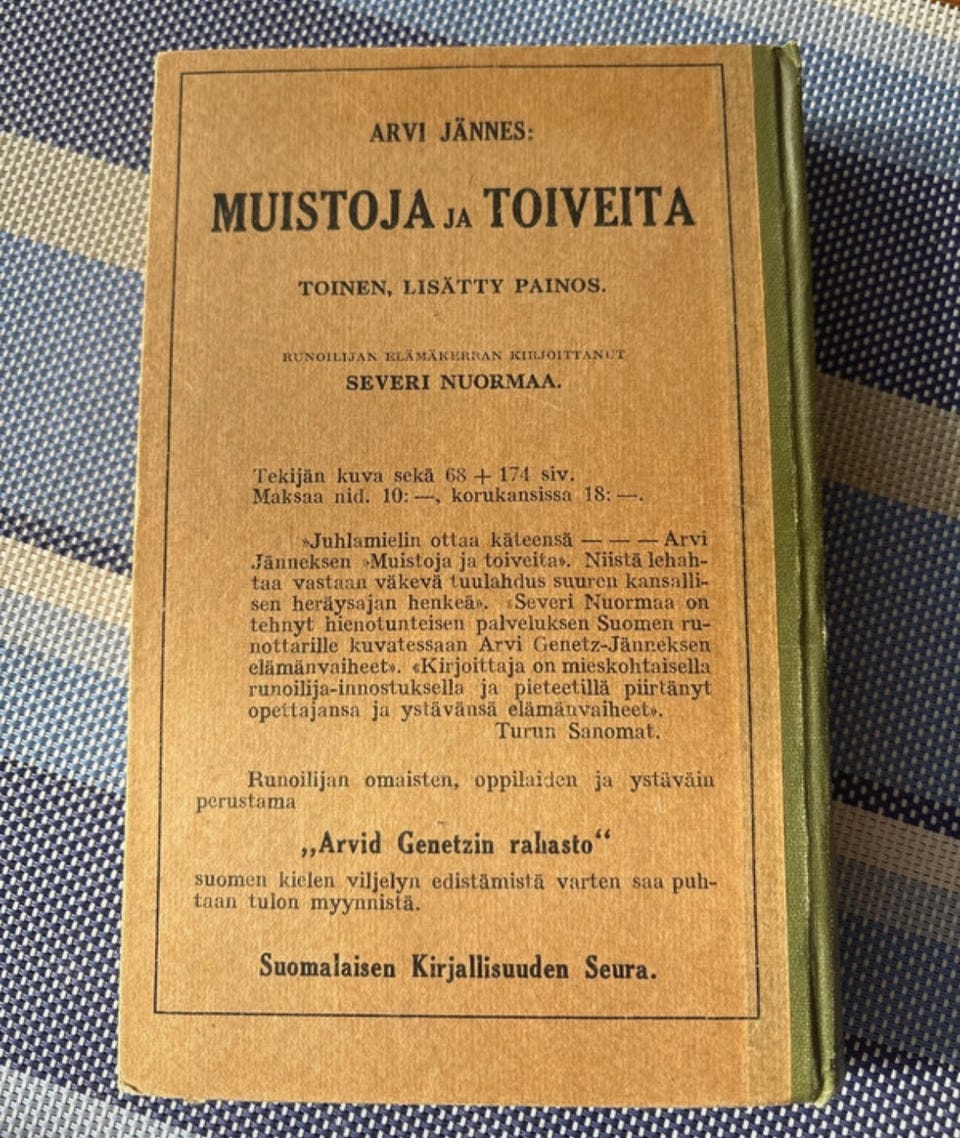 ARVI JÄNNES:
MUISTOJA JA TOIVEITA
TOINEN, LISÄTTY PAINOS.
RUNOILIJAN ELÄMÄKERRAN KIRJOITTANUT
SEVERI NUORMAA.
Tekijän kuva sekä 68 + 174 siv.
Maksaa nid. 10: —, korukansissa 18: —.
»Juhlamielin ottaa käteensä — — — Arvi
Jänneksen »Muistoja ja toiveita». Niistä lehah-
taa vastaan väkevä tuulahdus suuren kansalli-
sen heräysajan henkeä». »Severi Nuormaa on
tehnyt hienotunteisen palveluksen Suomen ru-
nottarille kuvatessaan Arvi Genetz-Jänneksen
elämänvaiheet». «Kirjoittaja on mieskohtaisella
runoilija-innostuksella ja pieteetillä piirtänyt
opettajansa ja ystävänsä elämänvaiheet».
Turun Sanomat.
Runoilijan omaisten, oppilaiden ja ystäväin
perustama
„Arvid Genetzin rahasto“
suomen kielen viljelyn edistämistä varten saa puh-
taan tulon myynnistä.
Suomalaisen Kirjallisuuden Seura.